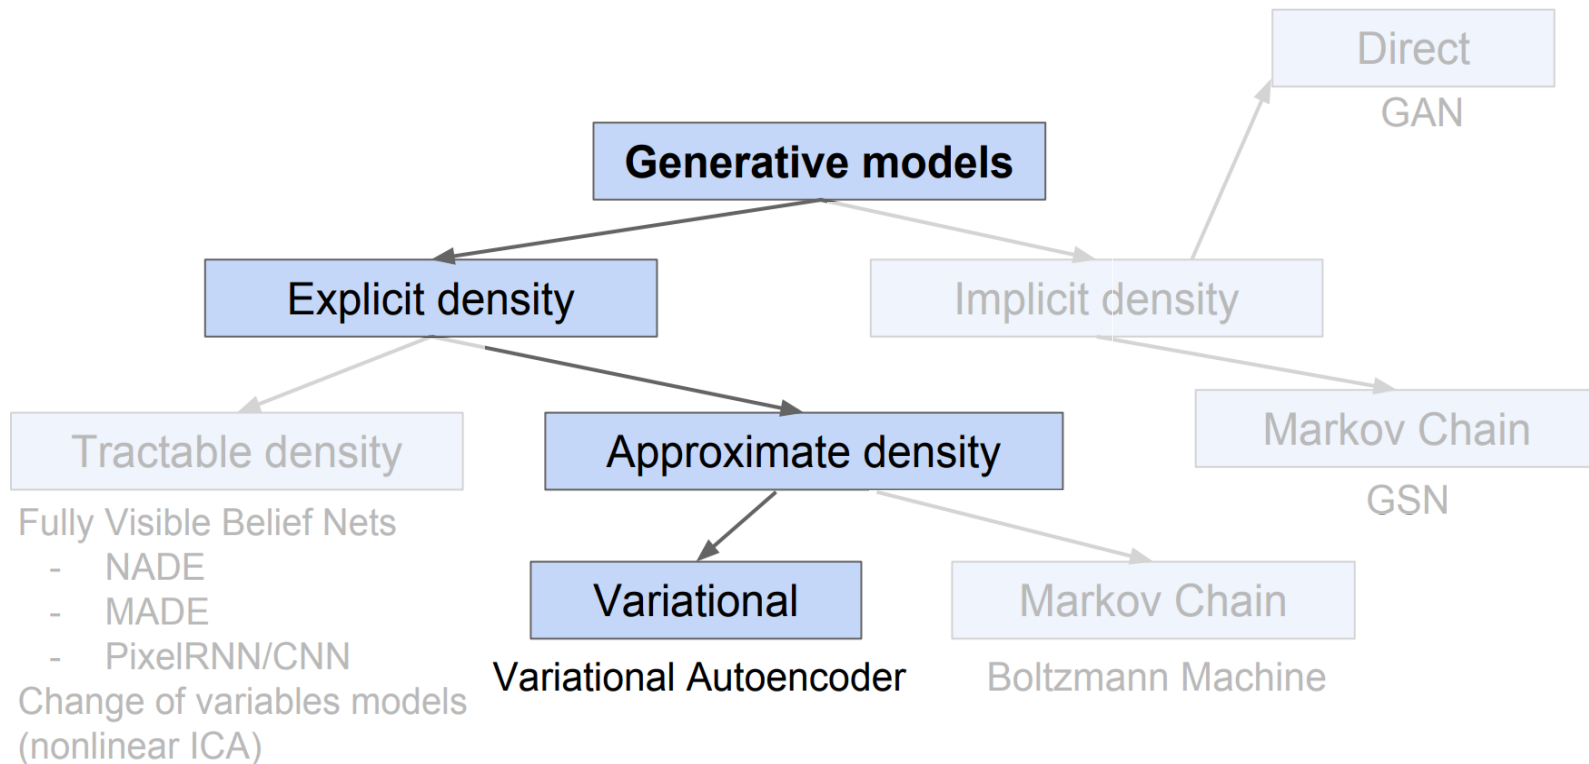 Direct
GAN
Generative models
Explicit density
Implicit density
Tractable density
Approximate density
Markov Chain
GSN
Fully Visible Belief Nets
- NADE
- MADE
- PixelRNN/CNN
Change of variables models
(nonlinear ICA)
Variational
Markov Chain
Variational Autoencoder
Boltzmann Machine